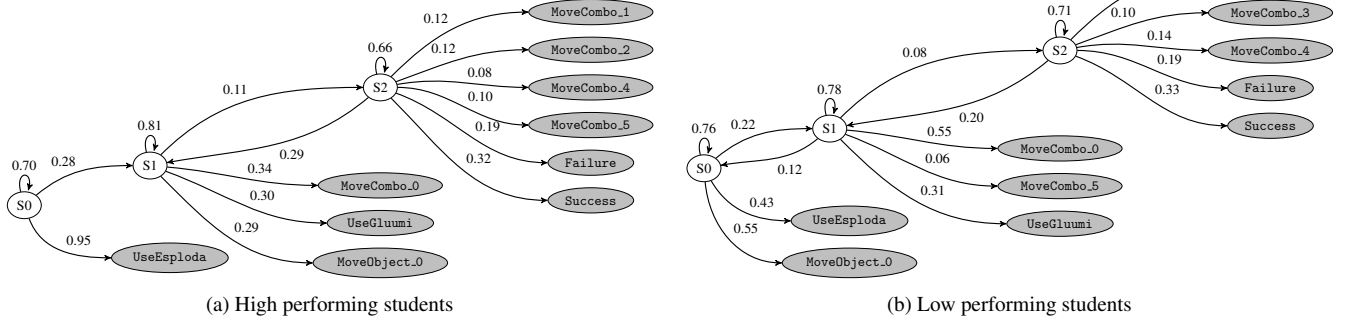 MoveCombo_1
0.12
0.66
0.12
MoveCombo_2
S2
0.08
MoveCombo_4
0.11
0.10
MoveCombo_5
0.81
0.19
0.29
Failure
0.70
0.28
S1
0.34
0.32
MoveCombo_0
Success
S0
0.30
UseGluumi
0.95
0.29
UseEsploda
MoveObject_0
(a) High performing students
0.71
0.10
MoveCombo_3
S2
0.14
MoveCombo_4
0.08
0.19
Failure
0.78
0.33
0.20
Success
0.76
0.22
S1
0.55
MoveCombo_0
S0
0.12
0.06
MoveCombo_5
0.43
0.31
UseEsploda
UseGluumi
0.55
MoveObject_0
(b) Low performing students